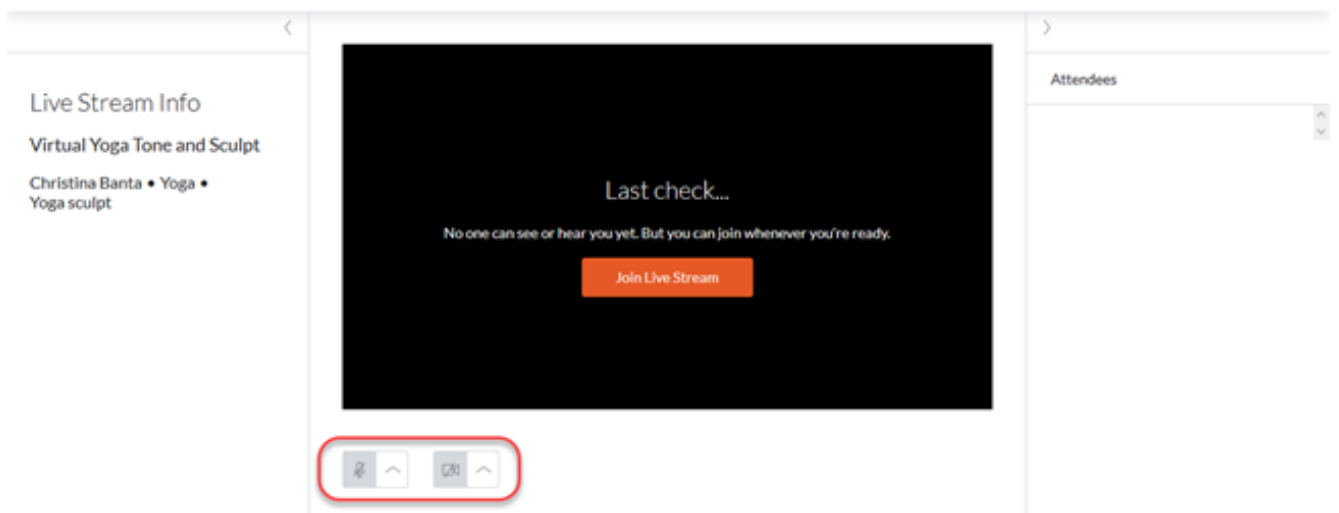 Live Stream Info
Virtual Yoga Tone and Sculpt
Christina Banta • Yoga •
Yoga sculpt
Last check...
No one can see or hear you yet. But you can join whenever you're ready.
Join Live Stream
Attendees